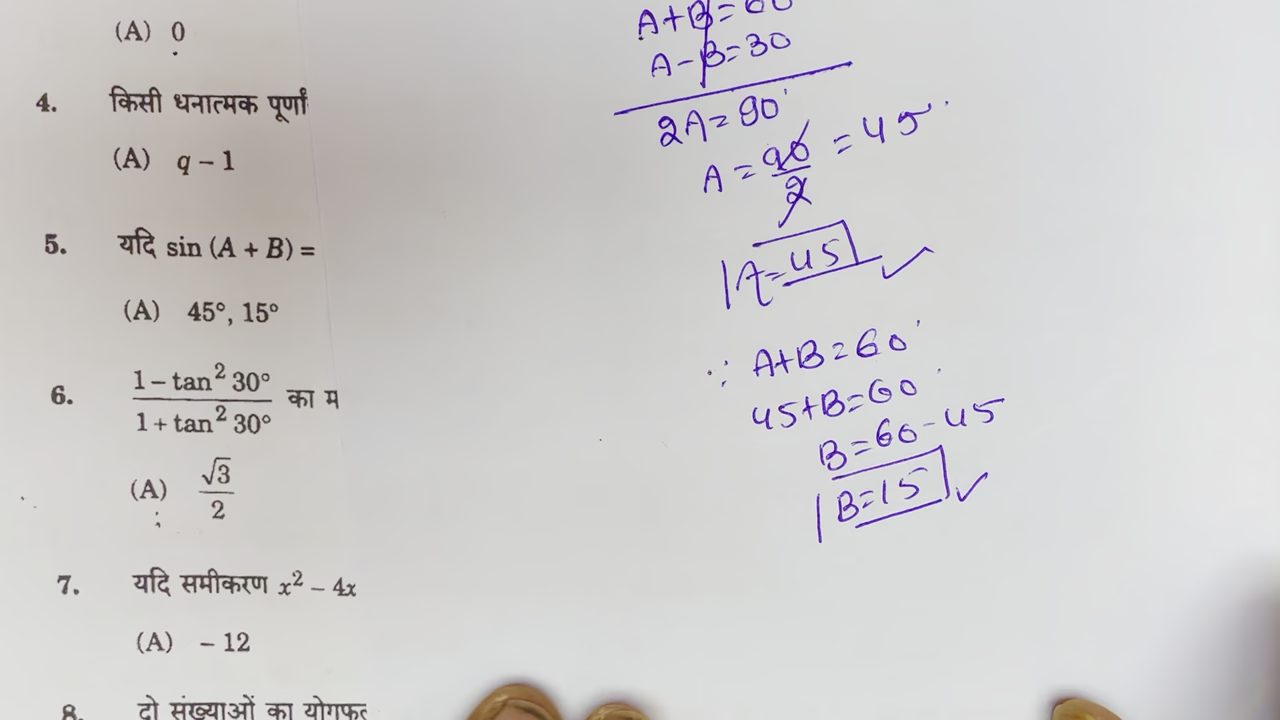 (A) 0
4. किसी धनात्मक पूर्णां
(A) q – 1
5. यदि sin (A + B) =
(A) 45°, 15°
6. (1 – tan² 30°)/(1 + tan² 30°) का म
(A) √3/2
7. यदि समीकरण x² – 4x
(A) – 12
8. दो संख्याओं का योगफल
A+B=60
A-B=30
2A=90°
A=90/2=45°
A=45
∵ A+B=60°
45+B=60°
B=60-45
B=15